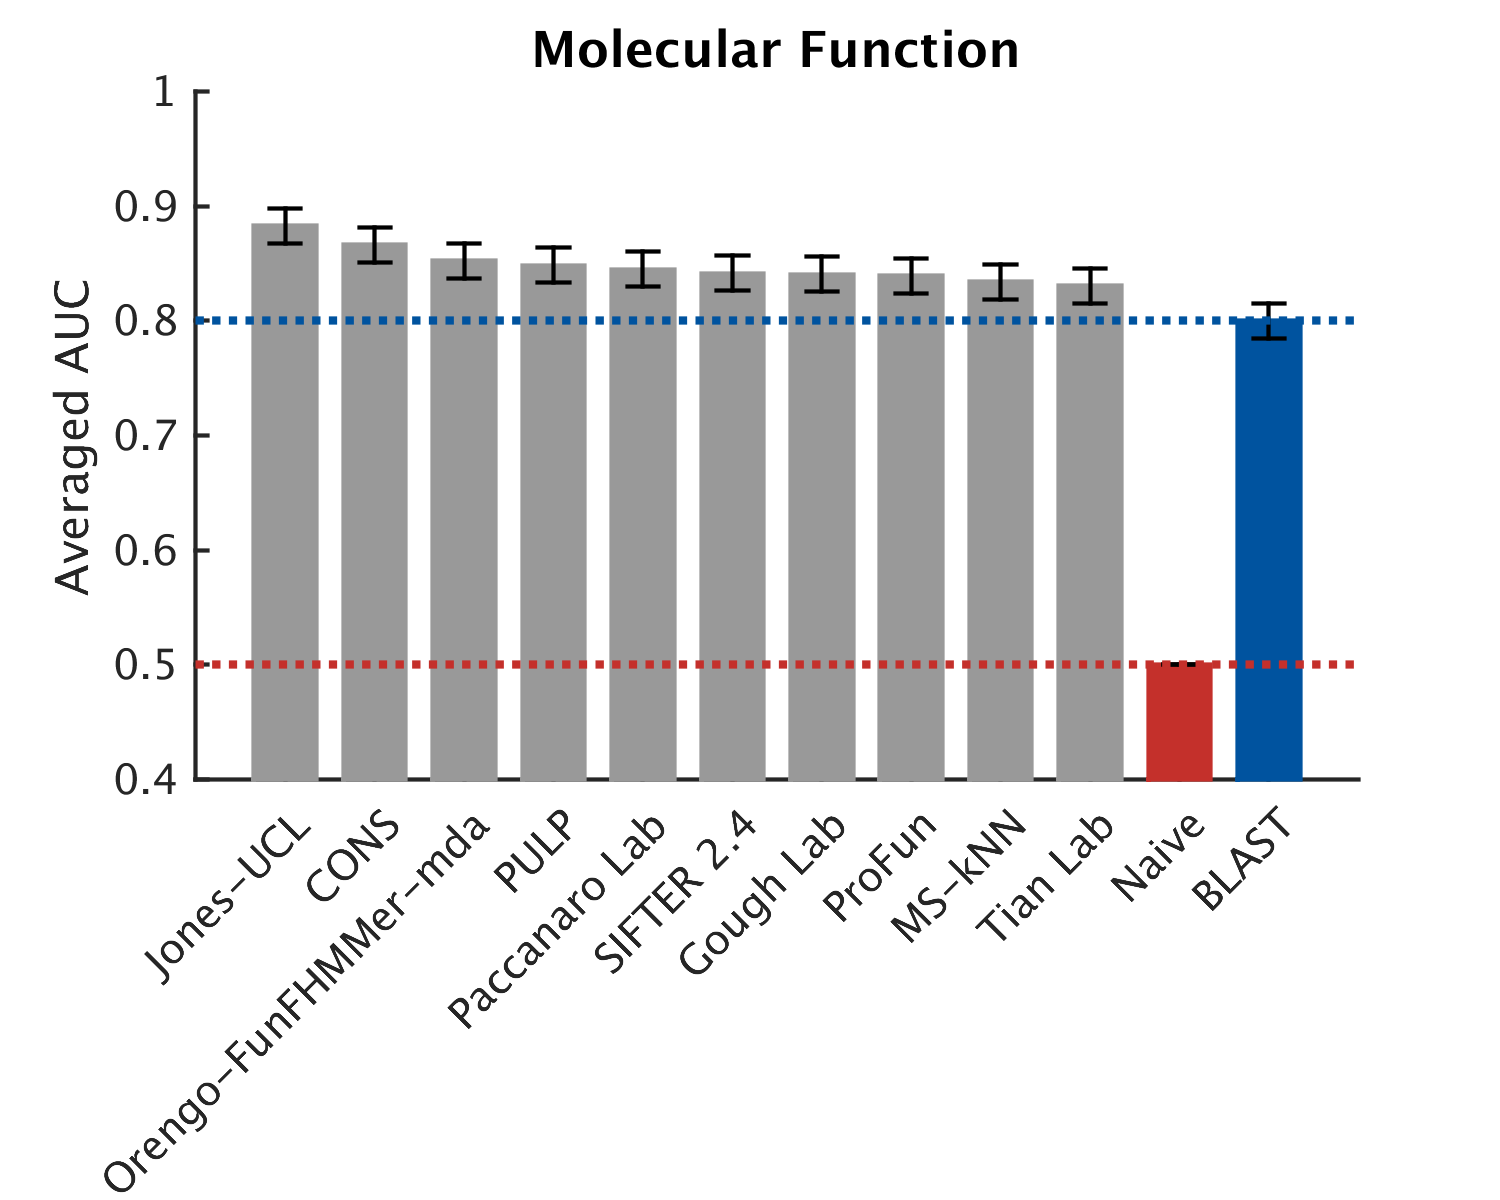 Molecular Function
Averaged AUC
1
0.9
0.8
0.7
0.6
0.5
0.4
Jones–UCL
CONS
Orengo–FunFHMMer–mda
PULP
Paccanaro Lab
SIFTER 2.4
Gough Lab
ProFun
MS–kNN
Tian Lab
Naive
BLAST